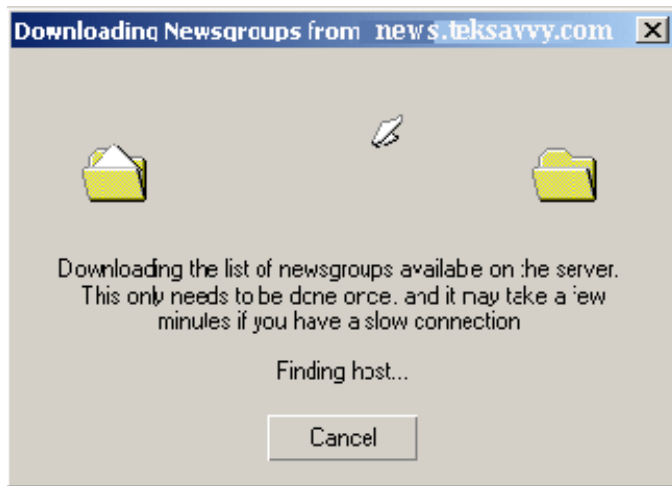 Downloading Newsgroups from news.teksavvy.com
Downloading the list of newsgroups availabe on the server.
This only needs to be done once, and it may take a few
minutes if you have a slow connection
Finding host...
Cancel